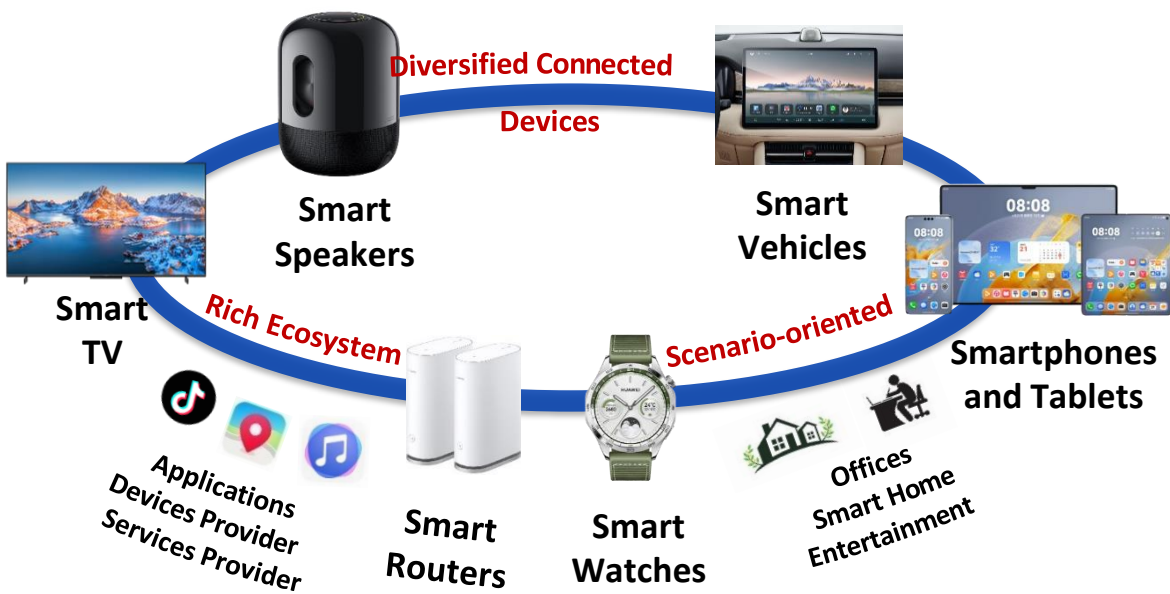 Diversified Connected
Devices
Smart
Speakers
Smart
Vehicles
08:08
08:08
08:08
Smart
TV
Rich Ecosystem
Scenario-oriented
Smartphones
and Tablets
HUAWEI
Applications
Devices Provider
Services Provider
Smart
Routers
Smart
Watches
Offices
Smart Home
Entertainment